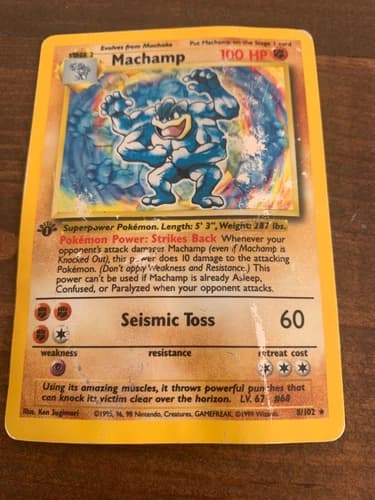 Evolves from Machoke Put Machamp on the Stage 1 card
STAGE 2 Machamp 100 HP
EDITION 1
Superpower Pokémon. Length: 5' 3", Weight: 287 lbs.
Pokémon Power: Strikes Back Whenever your
opponent's attack damages Machamp (even if Machamp is
Knocked Out), this power does 10 damage to the attacking
Pokémon. (Don't apply Weakness and Resistance.) This
power can't be used if Machamp is already Asleep,
Confused, or Paralyzed when your opponent attacks.
Seismic Toss 60
weakness resistance retreat cost
Using its amazing muscles, it throws powerful punches that
can knock its victim clear over the horizon. LV. 67 #68
Illus. Ken Sugimori ©1995, 96, 98 Nintendo, Creatures, GAMEFREAK. ©1999 Wizards. 8/102